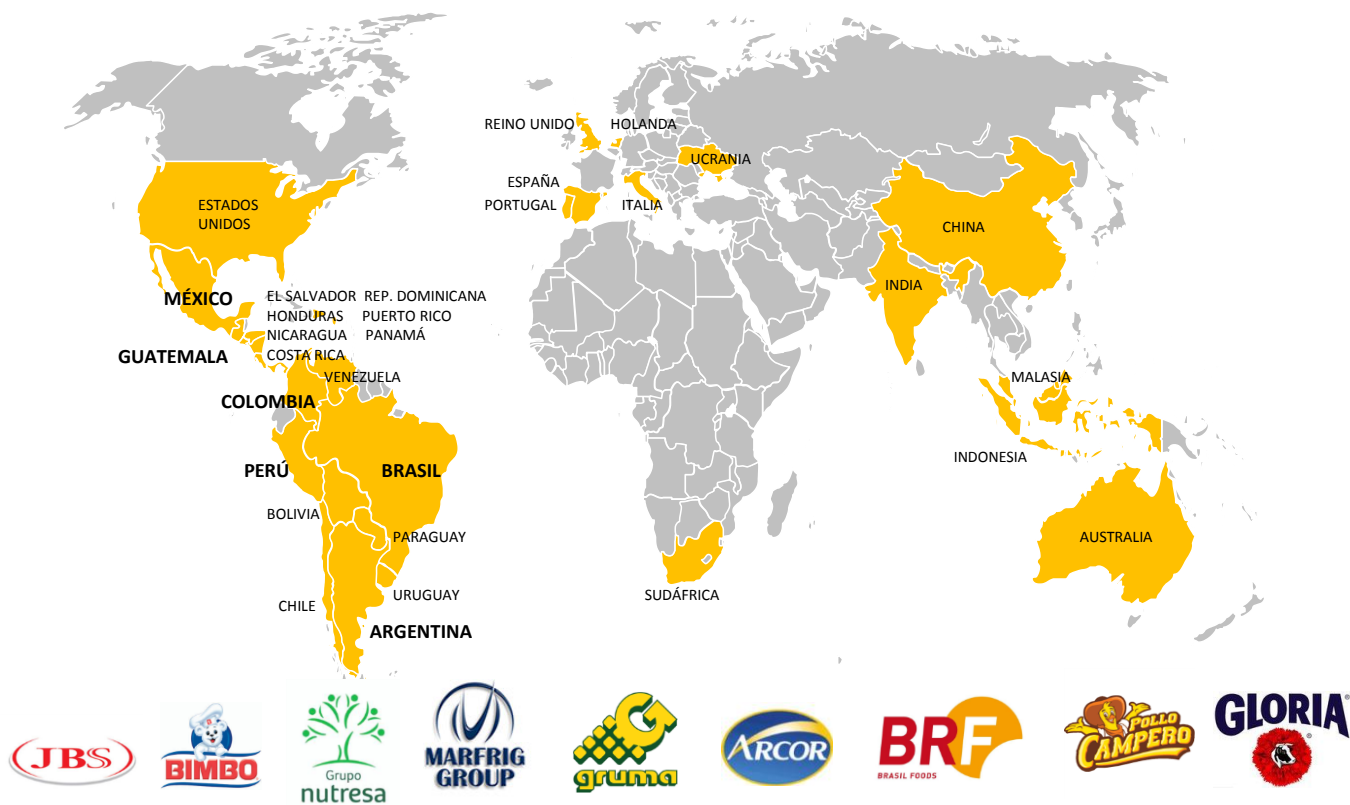 REINO UNIDO
HOLANDA
UCRANIA
ESPAÑA
PORTUGAL
ITALIA
ESTADOS
UNIDOS
CHINA
INDIA
MÉXICO
EL SALVADOR REP. DOMINICANA
HONDURAS PUERTO RICO
NICARAGUA PANAMÁ
COSTA RICA
GUATEMALA
VENEZUELA
COLOMBIA
MALASIA
INDONESIA
PERÚ
BRASIL
BOLIVIA
PARAGUAY
AUSTRALIA
CHILE
URUGUAY
SUDÁFRICA
ARGENTINA
JBS
BIMBO
Grupo
nutresa
MARFRIG
GROUP
gruma
ARCOR
BRF
BRASIL FOODS
POLLO
CAMPERO
GLORIA